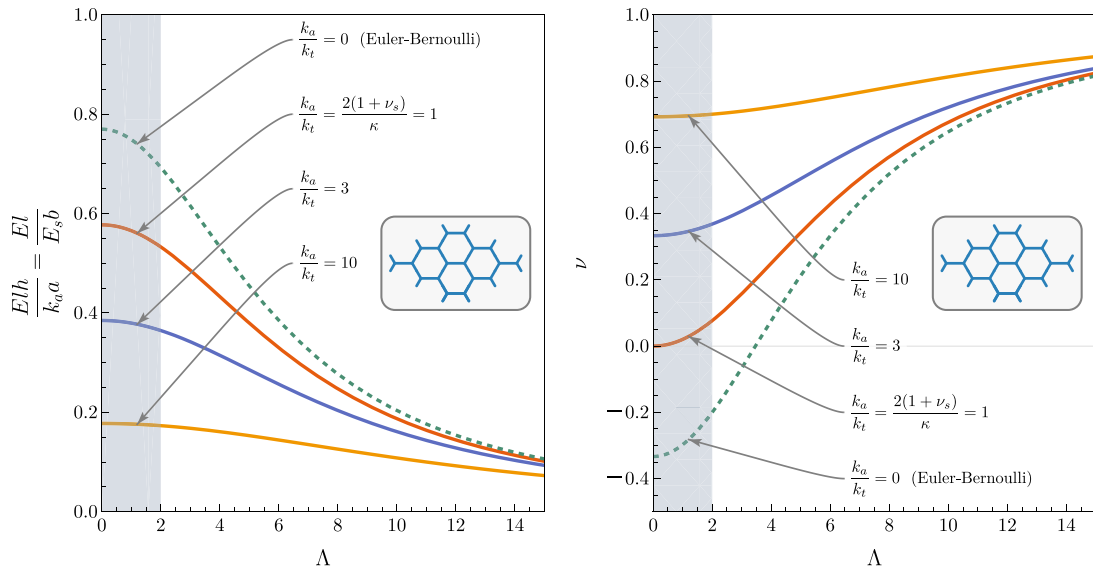 1.0
0.8
0.6
0.4
0.2
0.0
0 2 4 6 8 10 12 14
Λ
Elh/(k_a a) = El/(E_s b)
k_a/k_t = 0 (Euler-Bernoulli)
k_a/k_t = 2(1 + ν_s)/κ = 1
k_a/k_t = 3
k_a/k_t = 10
1.0
0.8
0.6
0.4
0.2
0.0
−0.2
−0.4
0 2 4 6 8 10 12 14
Λ
ν
k_a/k_t = 10
k_a/k_t = 3
k_a/k_t = 2(1 + ν_s)/κ = 1
k_a/k_t = 0 (Euler-Bernoulli)